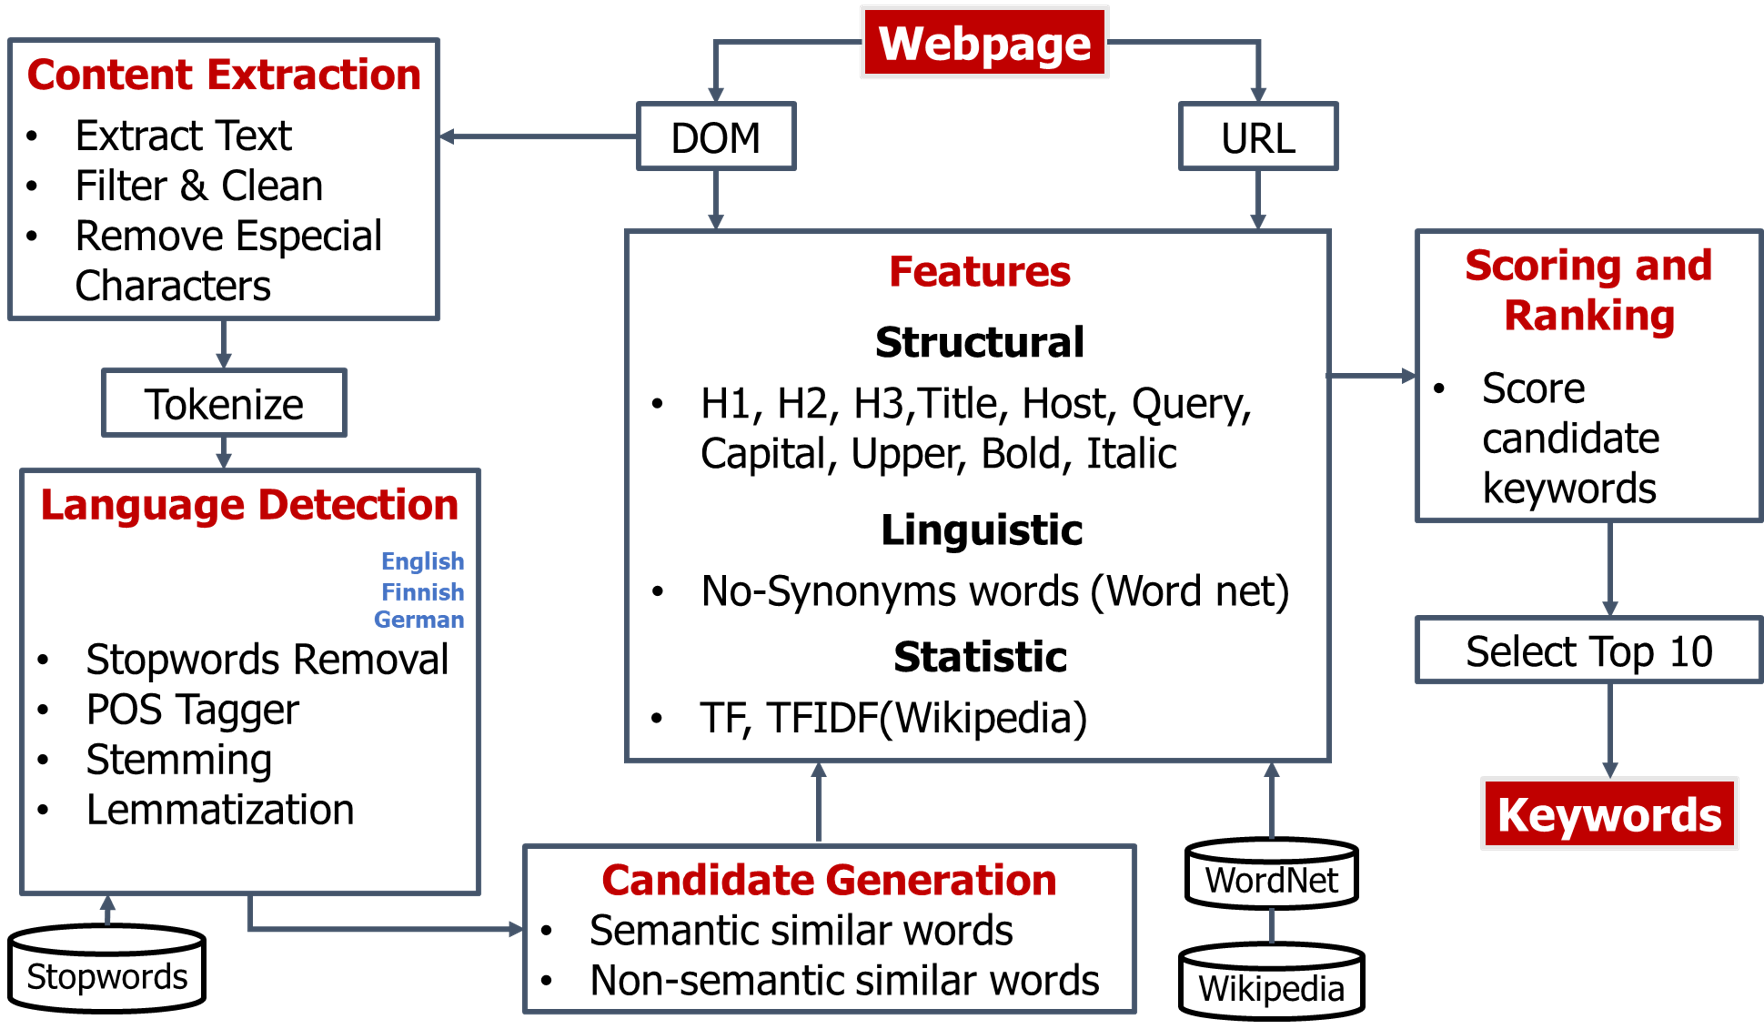 Webpage
DOM
URL
Content Extraction
• Extract Text
• Filter & Clean
• Remove Especial
Characters
Tokenize
Language Detection
English
Finnish
German
• Stopwords Removal
• POS Tagger
• Stemming
• Lemmatization
Stopwords
Candidate Generation
• Semantic similar words
• Non-semantic similar words
Features
Structural
• H1, H2, H3,Title, Host, Query,
Capital, Upper, Bold, Italic
Linguistic
• No-Synonyms words (Word net)
Statistic
• TF, TFIDF(Wikipedia)
WordNet
Wikipedia
Scoring and
Ranking
• Score
candidate
keywords
Select Top 10
Keywords